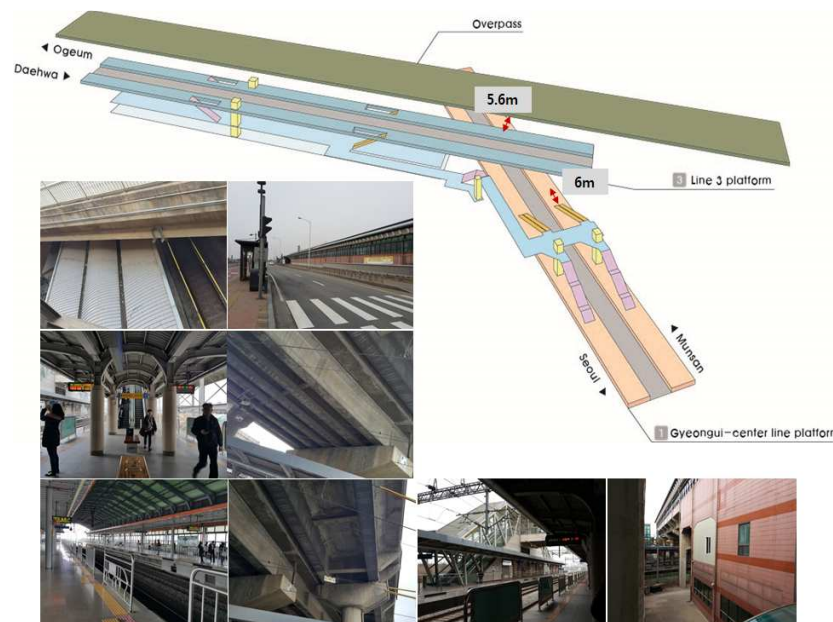 Overpass
◀ Ogeum
Daehwa ▶
5.6m
6m
3 Line 3 platform
Munsan
Seoul
1 Gyeongui-center line platform